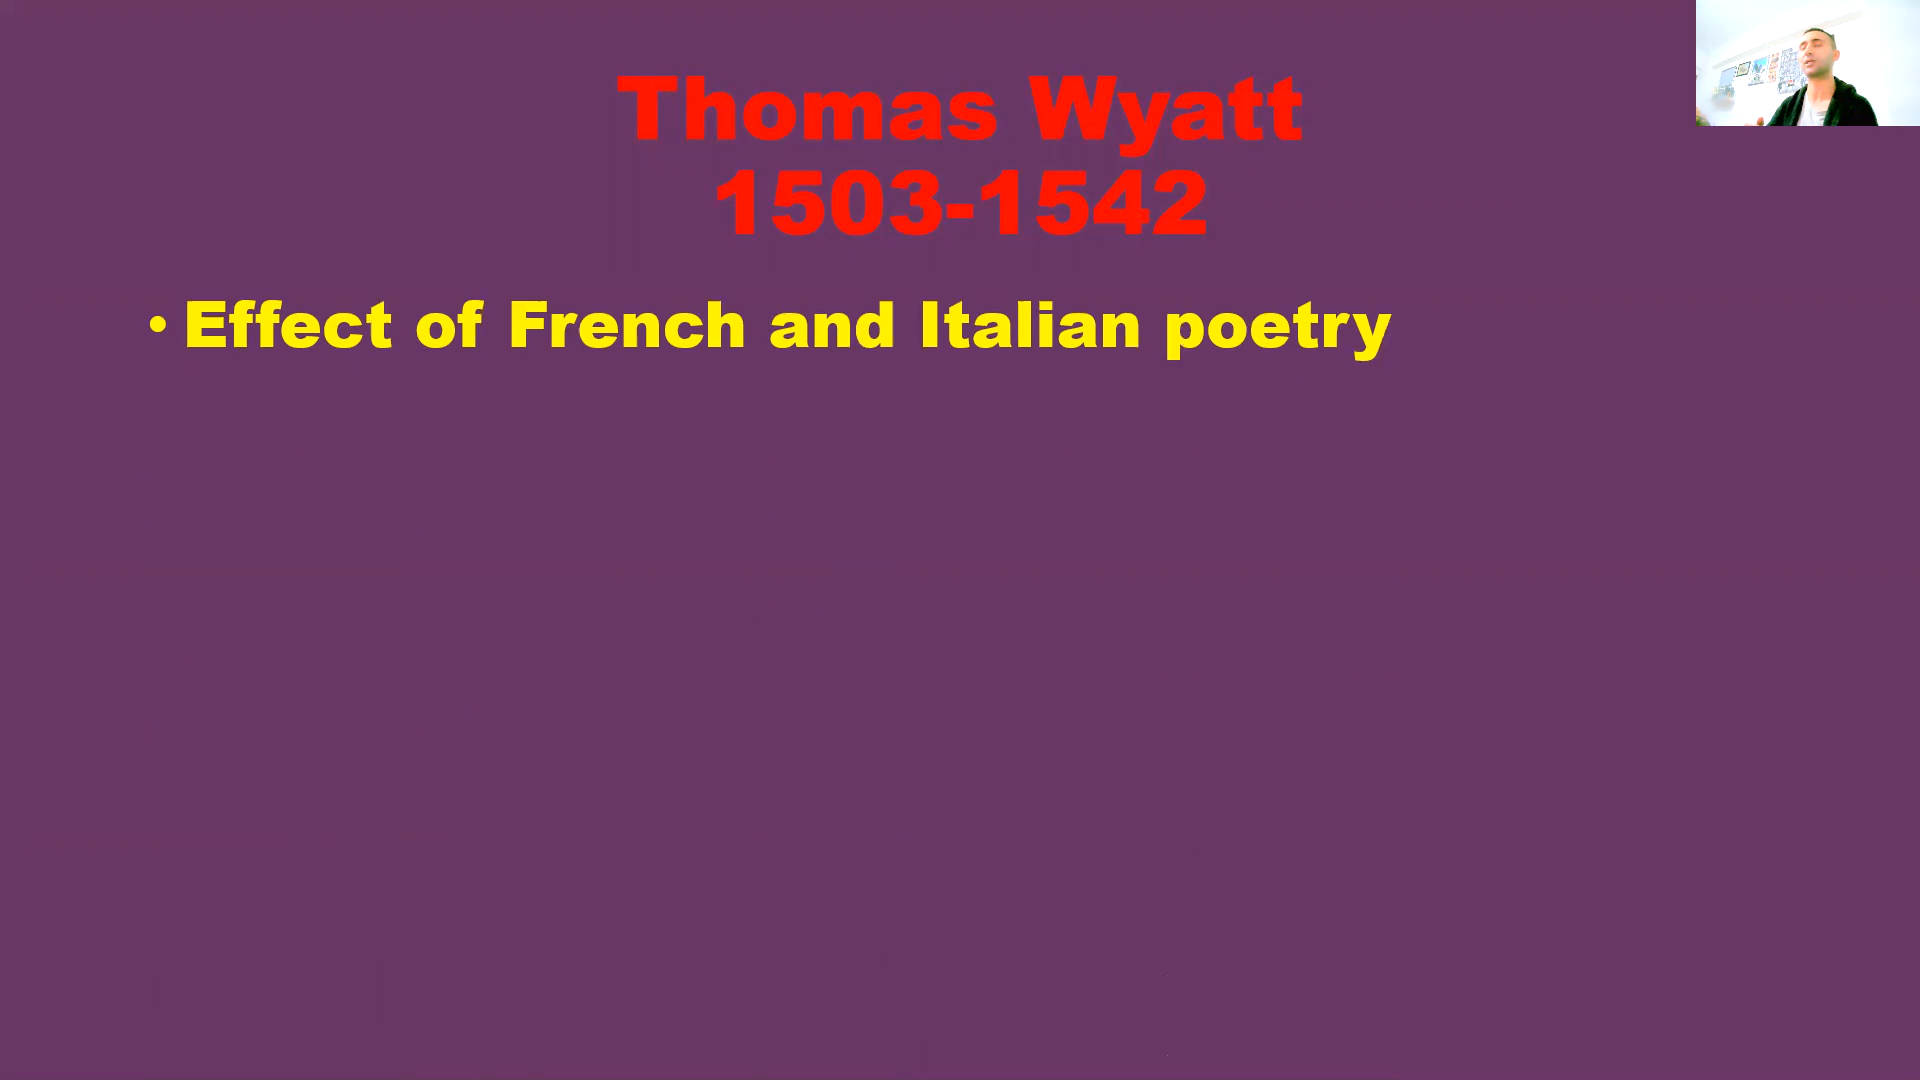 Thomas Wyatt
1503-1542
• Effect of French and Italian poetry